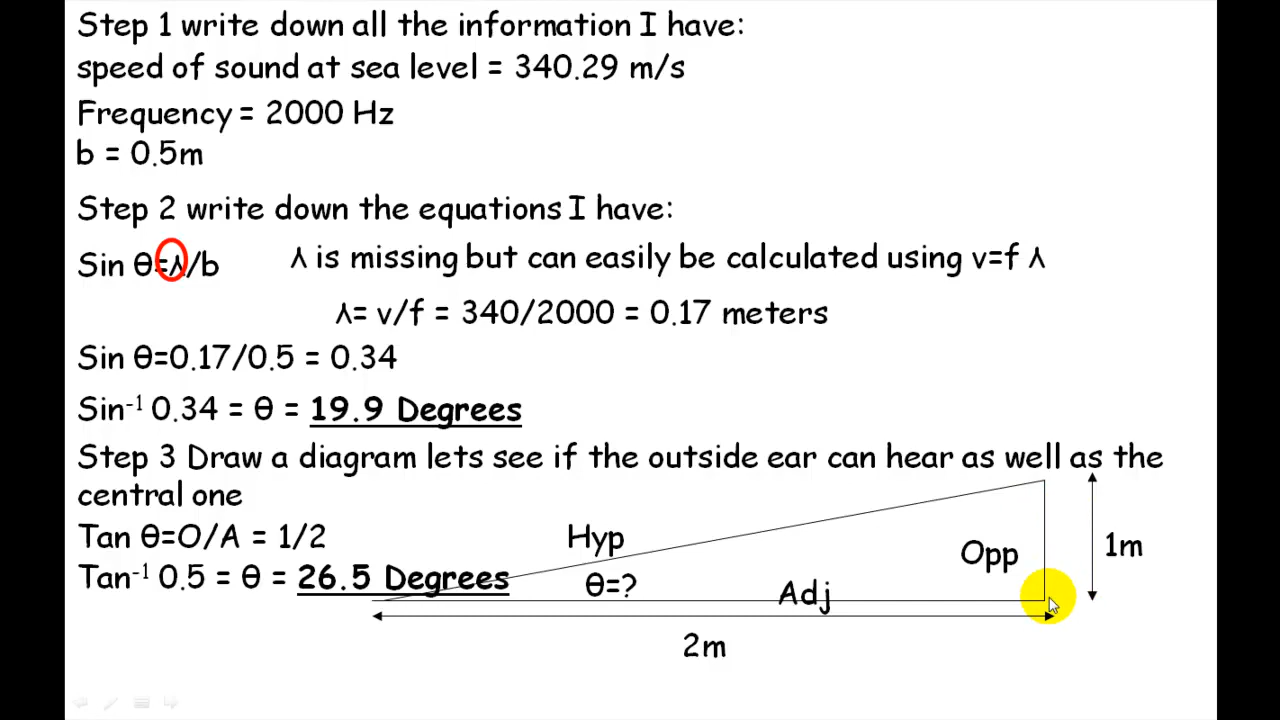 Step 1 write down all the information I have:
speed of sound at sea level = 340.29 m/s
Frequency = 2000 Hz
b = 0.5m
Step 2 write down the equations I have:
Sin θ=λ/b
λ is missing but can easily be calculated using v=f λ
λ= v/f = 340/2000 = 0.17 meters
Sin θ=0.17/0.5 = 0.34
Sin⁻¹ 0.34 = θ = 19.9 Degrees
Step 3 Draw a diagram lets see if the outside ear can hear as well as the
central one
Tan θ=O/A = 1/2
Tan⁻¹ 0.5 = θ = 26.5 Degrees
Hyp
θ=?
Adj
Opp
1m
2m